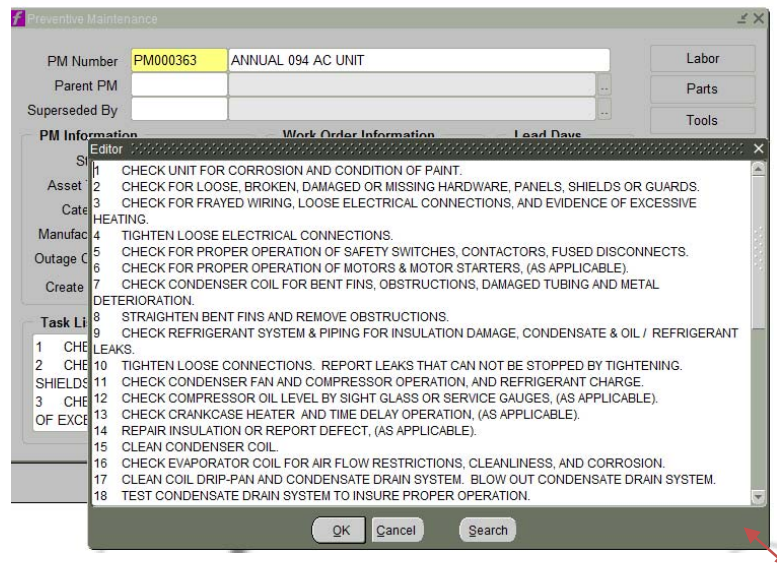 Preventive Maintenance
PM Number PM000363 ANNUAL 094 AC UNIT Labor
Parent PM .. Parts
Superseded By .. Tools
PM Information Work Order Information Lead Days
Editor
1 CHECK UNIT FOR CORROSION AND CONDITION OF PAINT.
2 CHECK FOR LOOSE, BROKEN, DAMAGED OR MISSING HARDWARE, PANELS, SHIELDS OR GUARDS.
3 CHECK FOR FRAYED WIRING, LOOSE ELECTRICAL CONNECTIONS, AND EVIDENCE OF EXCESSIVE
HEATING.
4 TIGHTEN LOOSE ELECTRICAL CONNECTIONS.
5 CHECK FOR PROPER OPERATION OF SAFETY SWITCHES, CONTACTORS, FUSED DISCONNECTS.
6 CHECK FOR PROPER OPERATION OF MOTORS & MOTOR STARTERS, (AS APPLICABLE).
7 CHECK CONDENSER COIL FOR BENT FINS, OBSTRUCTIONS, DAMAGED TUBING AND METAL
DETERIORATION.
8 STRAIGHTEN BENT FINS AND REMOVE OBSTRUCTIONS.
9 CHECK REFRIGERANT SYSTEM & PIPING FOR INSULATION DAMAGE, CONDENSATE & OIL / REFRIGERANT
LEAKS.
10 TIGHTEN LOOSE CONNECTIONS. REPORT LEAKS THAT CAN NOT BE STOPPED BY TIGHTENING.
11 CHECK CONDENSER FAN AND COMPRESSOR OPERATION, AND REFRIGERANT CHARGE.
12 CHECK COMPRESSOR OIL LEVEL BY SIGHT GLASS OR SERVICE GAUGES, (AS APPLICABLE).
13 CHECK CRANKCASE HEATER AND TIME DELAY OPERATION, (AS APPLICABLE).
14 REPAIR INSULATION OR REPORT DEFECT, (AS APPLICABLE).
15 CLEAN CONDENSER COIL.
16 CHECK EVAPORATOR COIL FOR AIR FLOW RESTRICTIONS, CLEANLINESS, AND CORROSION.
17 CLEAN COIL DRIP-PAN AND CONDENSATE DRAIN SYSTEM. BLOW OUT CONDENSATE DRAIN SYSTEM.
18 TEST CONDENSATE DRAIN SYSTEM TO INSURE PROPER OPERATION.
OK Cancel Search
St
Asset
Cate
Manufac
Outage C
Create
Task Li
1 CHE
2 CHE
SHIELDS
3 CHE
OF EXCE